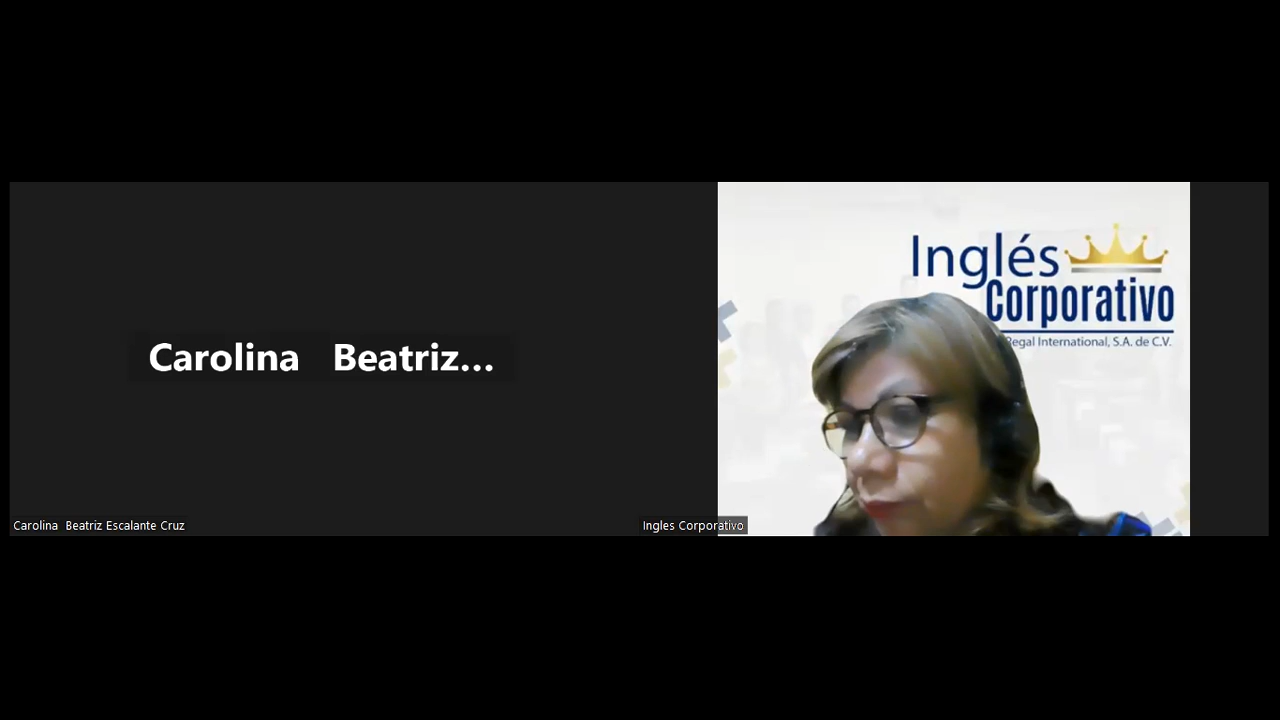 Carolina Beatriz...
Carolina Beatriz Escalante Cruz
Inglés
Corporativo
Regal International, S.A. de C.V.
Ingles Corporativo